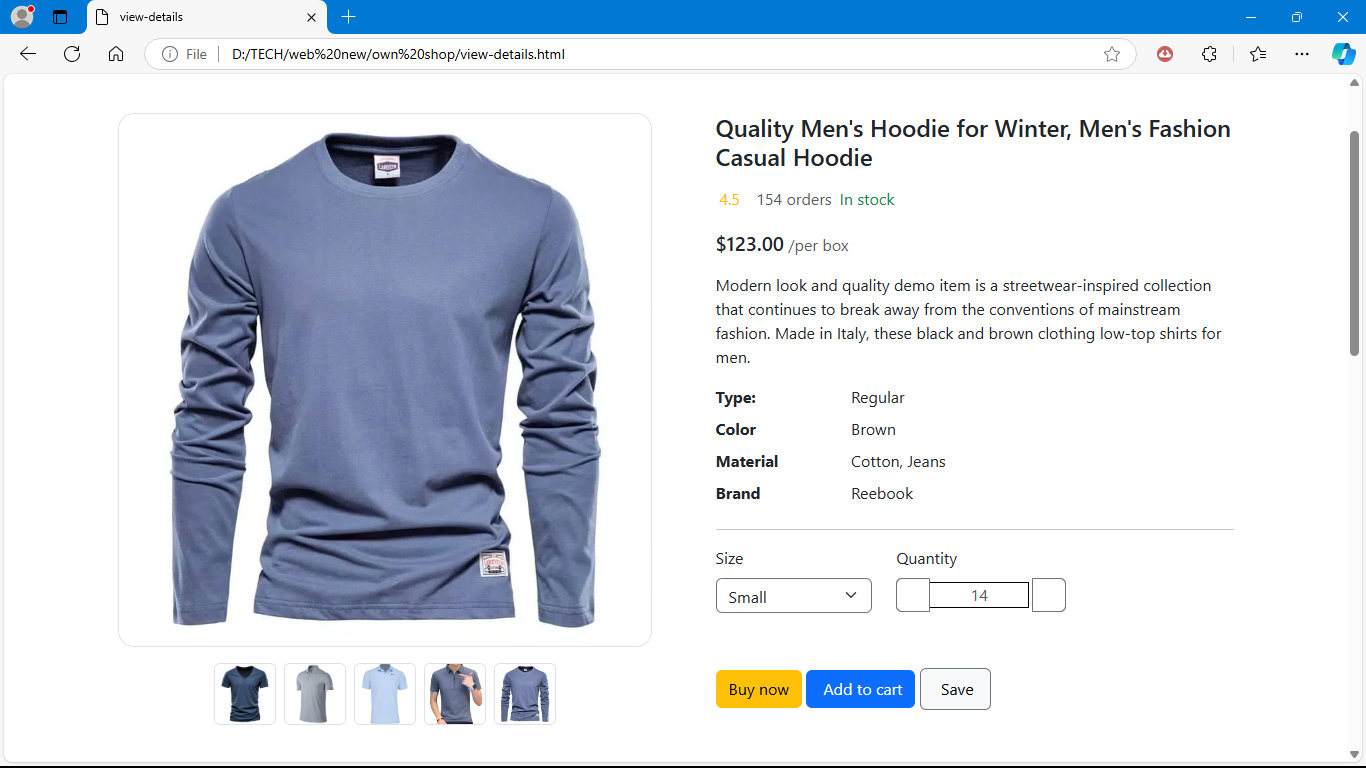 view-details
File
D:/TECH/web%20new/own%20shop/view-details.html
Quality Men's Hoodie for Winter, Men's Fashion
Casual Hoodie
4.5 154 orders In stock
$123.00 /per box
Modern look and quality demo item is a streetwear-inspired collection
that continues to break away from the conventions of mainstream
fashion. Made in Italy, these black and brown clothing low-top shirts for
men.
Type: Regular
Color Brown
Material Cotton, Jeans
Brand Reebook
Size Quantity
Small 14
Buy now Add to cart Save